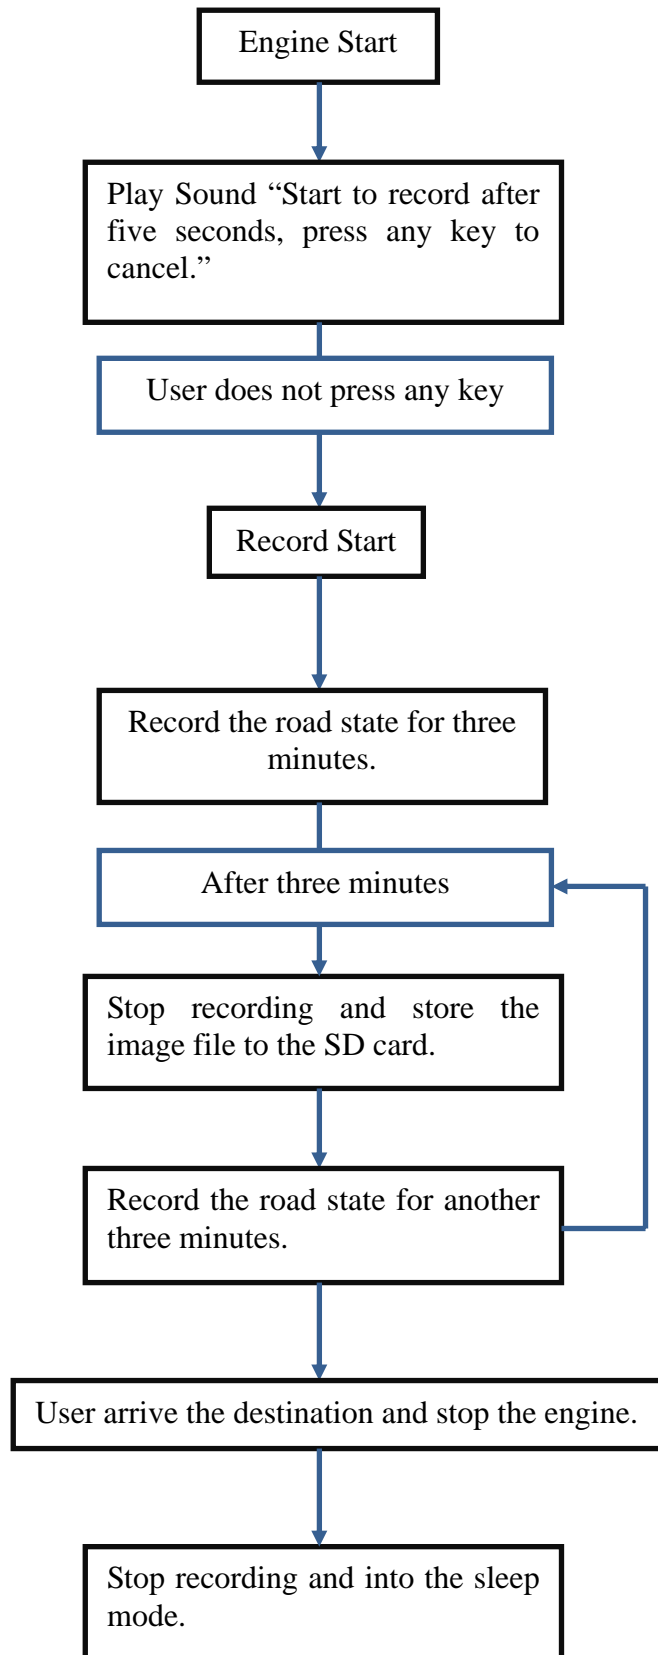 Engine Start
Play Sound “Start to record after
five seconds, press any key to
cancel.”
User does not press any key
Record Start
Record the road state for three
minutes.
After three minutes
Stop recording and store the
image file to the SD card.
Record the road state for another
three minutes.
User arrive the destination and stop the engine.
Stop recording and into the sleep
mode.